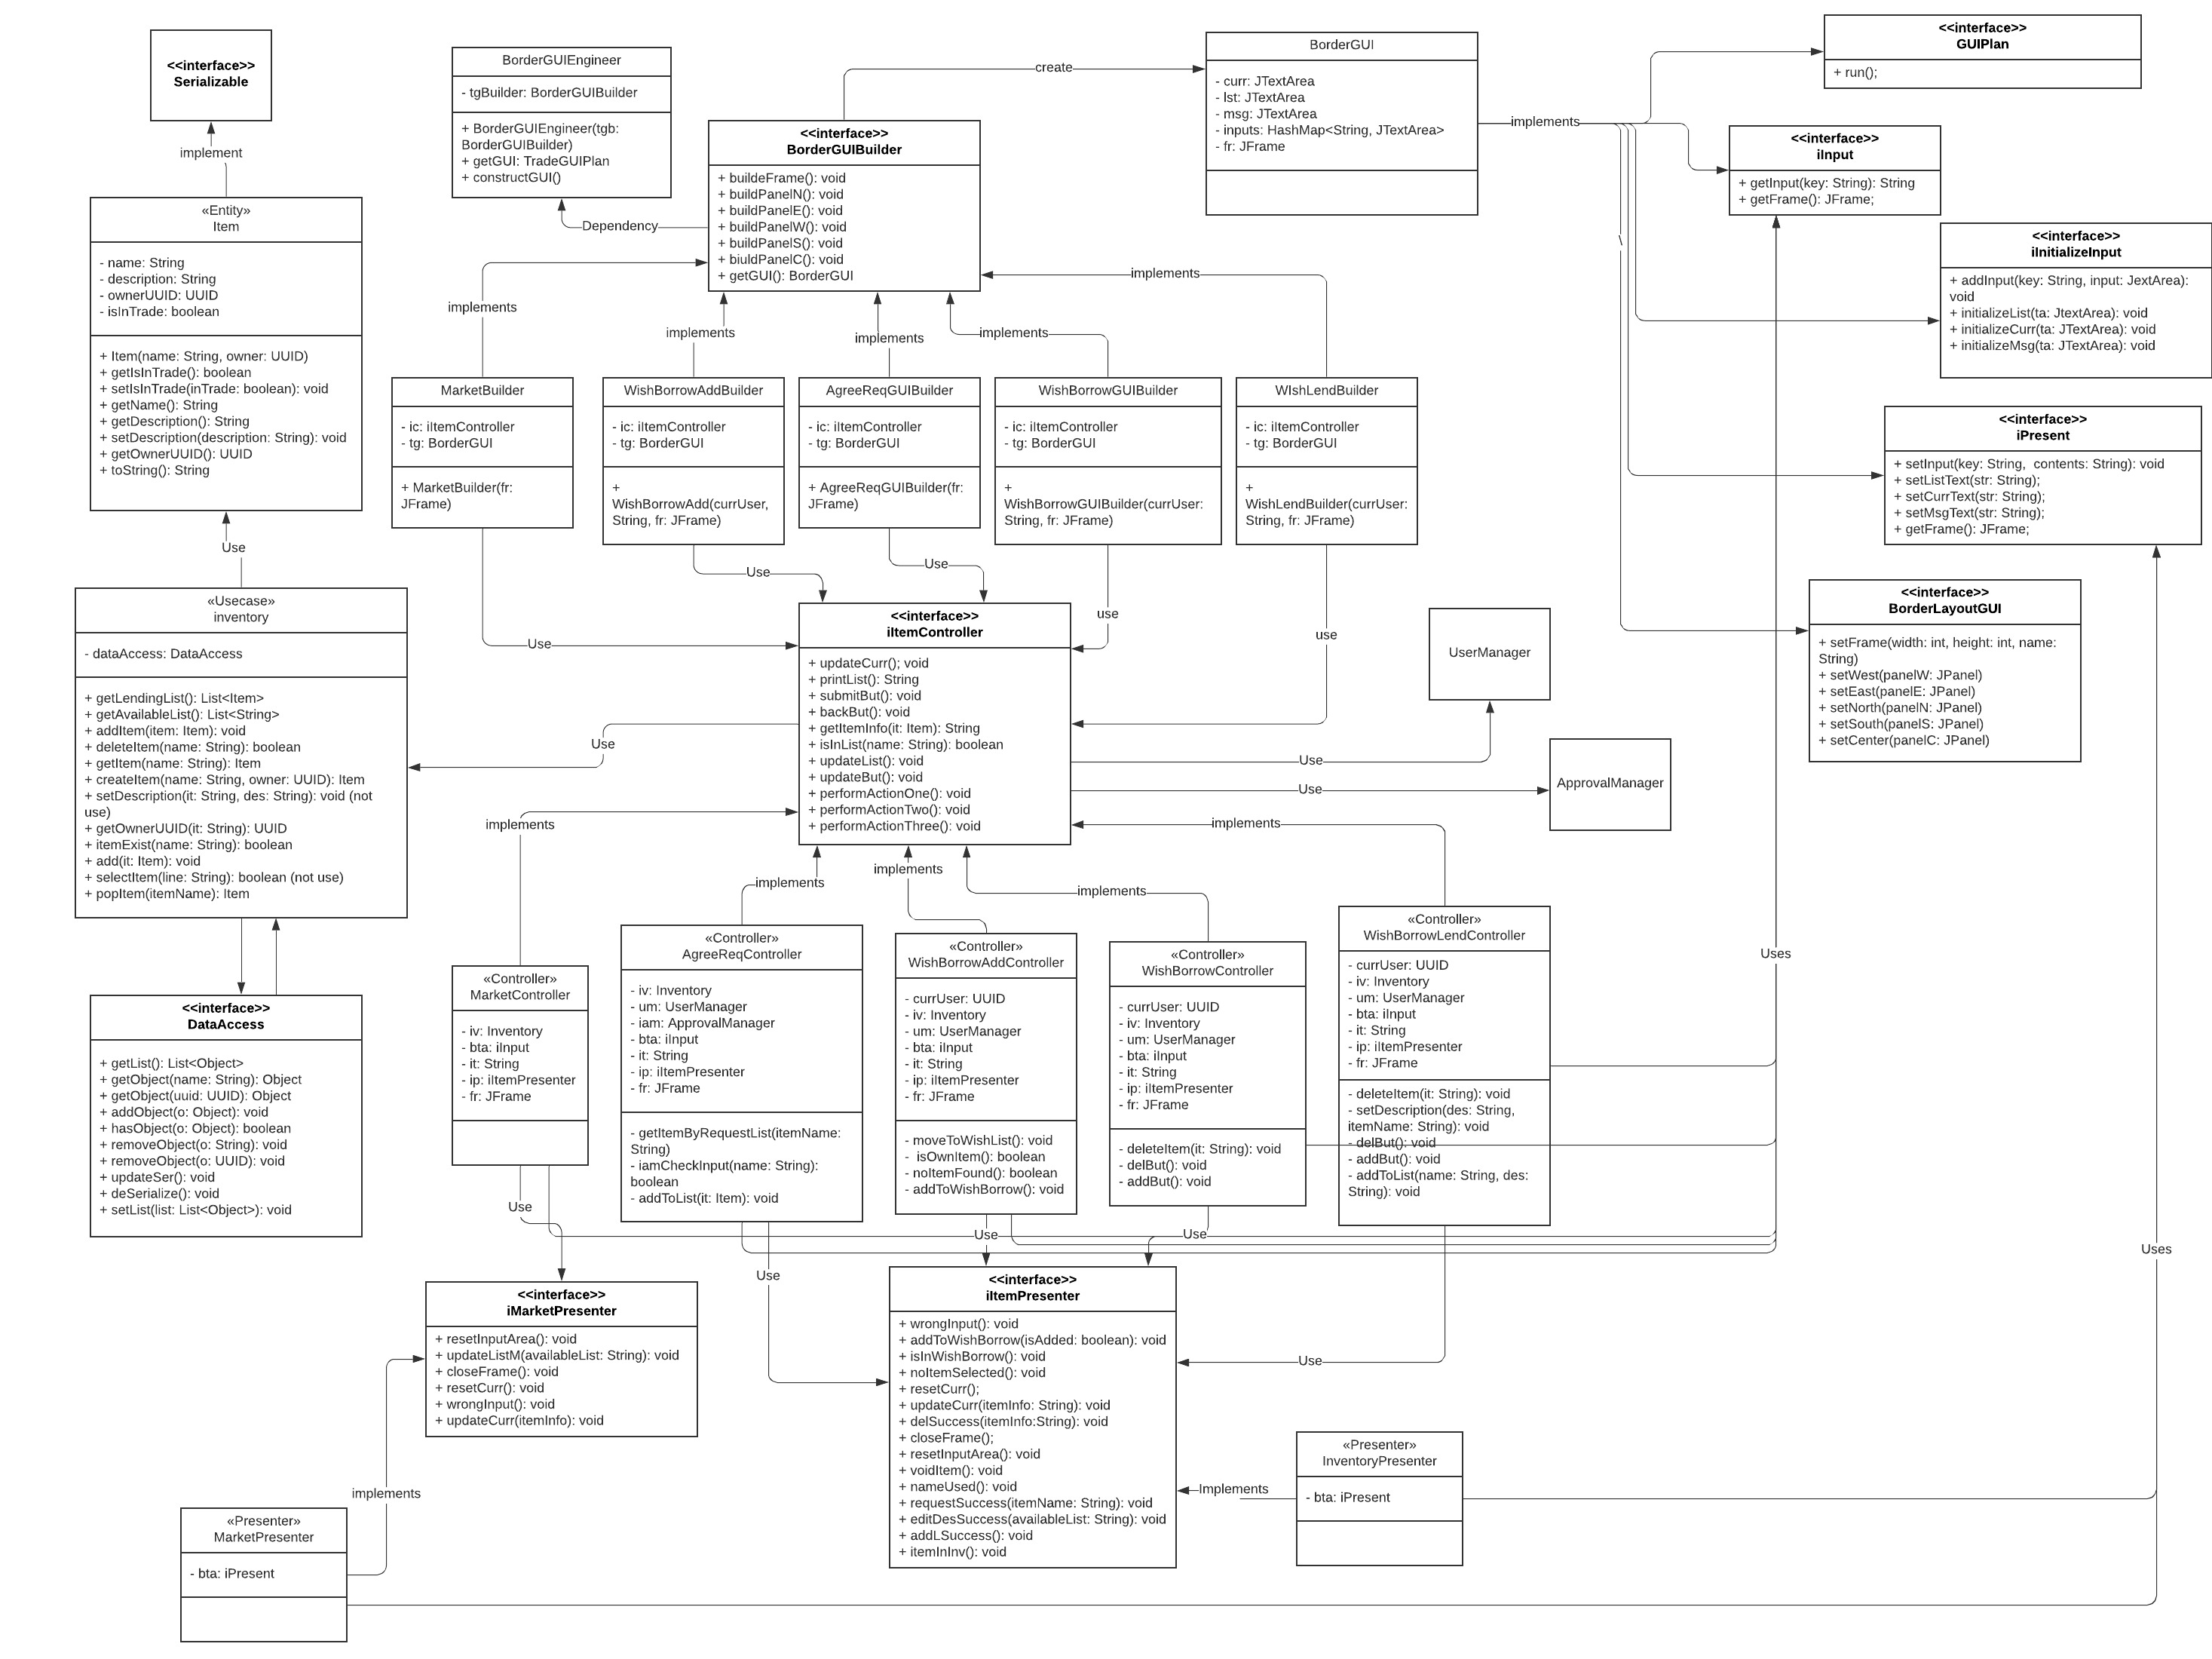 <<interface>>
Serializable
implement
«Entity»
Item
- name: String
- description: String
- ownerUUID: UUID
- isInTrade: boolean
+ Item(name: String, owner: UUID)
+ getIsInTrade(): boolean
+ setIsInTrade(inTrade: boolean): void
+ getName(): String
+ getDescription(): String
+ setDescription(description: String): void
+ getOwnerUUID(): UUID
+ toString(): String
Use
«Usecase»
inventory
- dataAccess: DataAccess
+ getLendingList(): List<Item>
+ getAvailableList(): List<String>
+ addItem(item: Item): void
+ deleteItem(name: String): boolean
+ getItem(name: String): Item
+ createItem(name: String, owner: UUID): Item
+ setDescription(it: String, des: String): void (not
use)
+ getOwnerUUID(it: String): UUID
+ itemExist(name: String): boolean
+ add(it: Item): void
+ selectItem(line: String): boolean (not use)
+ popItem(itemName): Item
<<interface>>
DataAccess
+ getList(): List<Object>
+ getObject(name: String): Object
+ getObject(uuid: UUID): Object
+ addObject(o: Object): void
+ hasObject(o: Object): boolean
+ removeObject(o: String): void
+ removeObject(o: UUID): void
+ updateSer(): void
+ deSerialize(): void
+ setList(list: List<Object>): void
BorderGUIEngineer
- tgBuilder: BorderGUIBuilder
+ BorderGUIEngineer(tgb:
BorderGUIBuilder)
+ getGUI: TradeGUIPlan
+ constructGUI()
Dependency
create
<<interface>>
BorderGUIBuilder
+ buildeFrame(): void
+ buildPanelN(): void
+ buildPanelE(): void
+ buildPanelW(): void
+ buildPanelS(): void
+ biuldPanelC(): void
+ getGUI(): BorderGUI
BorderGUI
- curr: JTextArea
- lst: JTextArea
- msg: JTextArea
- inputs: HashMap<String, JTextArea>
- fr: JFrame
implements
<<interface>>
GUIPlan
+ run();
<<interface>>
iInput
+ getInput(key: String): String
+ getFrame(): JFrame;
<<interface>>
iInitializeInput
+ addInput(key: String, input: JextArea):
void
+ initializeList(ta: JtextArea): void
+ initializeCurr(ta: JTextArea): void
+ initializeMsg(ta: JTextArea): void
\
<<interface>>
iPresent
+ setInput(key: String, contents: String): void
+ setListText(str: String);
+ setCurrText(str: String);
+ setMsgText(str: String);
+ getFrame(): JFrame;
<<interface>>
BorderLayoutGUI
+ setFrame(width: int, height: int, name:
String)
+ setWest(panelW: JPanel)
+ setEast(panelE: JPanel)
+ setNorth(panelN: JPanel)
+ setSouth(panelS: JPanel)
+ setCenter(panelC: JPanel)
implements
implements
implements
implements
implements
MarketBuilder
- ic: iItemController
- tg: BorderGUI
+ MarketBuilder(fr:
JFrame)
WishBorrowAddBuilder
- ic: iItemController
- tg: BorderGUI
+
WishBorrowAdd(currUser,
String, fr: JFrame)
AgreeReqGUIBuilder
- ic: iItemController
- tg: BorderGUI
+ AgreeReqGUIBuilder(fr:
JFrame)
WishBorrowGUIBuilder
- ic: iItemController
- tg: BorderGUI
+
WishBorrowGUIBuilder(currUser:
String, fr: JFrame)
WIshLendBuilder
- ic: iItemController
- tg: BorderGUI
+
WishLendBuilder(currUser:
String, fr: JFrame)
Use
Use
Use
use
use
<<interface>>
iItemController
+ updateCurr(); void
+ printList(): String
+ submitBut(): void
+ backBut(): void
+ getItemInfo(it: Item): String
+ isInList(name: String): boolean
+ updateList(): void
+ updateBut(): void
+ performActionOne(): void
+ performActionTwo(): void
+ performActionThree(): void
Use
Use
Use
UserManager
ApprovalManager
implements
implements
implements
implements
implements
«Controller»
MarketController
- iv: Inventory
- bta: iInput
- it: String
- ip: iItemPresenter
- fr: JFrame
«Controller»
AgreeReqController
- iv: Inventory
- um: UserManager
- iam: ApprovalManager
- bta: iInput
- it: String
- ip: iItemPresenter
- fr: JFrame
- getItemByRequestList(itemName:
String)
- iamCheckInput(name: String):
boolean
- addToList(it: Item): void
«Controller»
WishBorrowAddController
- currUser: UUID
- iv: Inventory
- um: UserManager
- bta: iInput
- it: String
- ip: iItemPresenter
- fr: JFrame
- moveToWishList(): void
- isOwnItem(): boolean
- noItemFound(): boolean
- addToWishBorrow(): void
«Controller»
WishBorrowController
- currUser: UUID
- iv: Inventory
- um: UserManager
- bta: iInput
- it: String
- ip: iItemPresenter
- fr: JFrame
- deleteItem(it: String): void
- delBut(): void
- addBut(): void
«Controller»
WishBorrowLendController
- currUser: UUID
- iv: Inventory
- um: UserManager
- bta: iInput
- it: String
- ip: iItemPresenter
- fr: JFrame
- deleteItem(it: String): void
- setDescription(des: String,
itemName: String): void
- delBut(): void
- addBut(): void
- addToList(name: String, des:
String): void
Uses
Uses
Use
Use
Use
Use
Use
<<interface>>
iMarketPresenter
+ resetInputArea(): void
+ updateListM(availableList: String): void
+ closeFrame(): void
+ resetCurr(): void
+ wrongInput(): void
+ updateCurr(itemInfo): void
<<interface>>
iItemPresenter
+ wrongInput(): void
+ addToWishBorrow(isAdded: boolean): void
+ isInWishBorrow(): void
+ noItemSelected(): void
+ resetCurr();
+ updateCurr(itemInfo: String): void
+ delSuccess(itemInfo:String): void
+ closeFrame();
+ resetInputArea(): void
+ voidItem(): void
+ nameUsed(): void
+ requestSuccess(itemName: String): void
+ editDesSuccess(availableList: String): void
+ addLSuccess(): void
+ itemInInv(): void
Implements
«Presenter»
InventoryPresenter
- bta: iPresent
implements
«Presenter»
MarketPresenter
- bta: iPresent